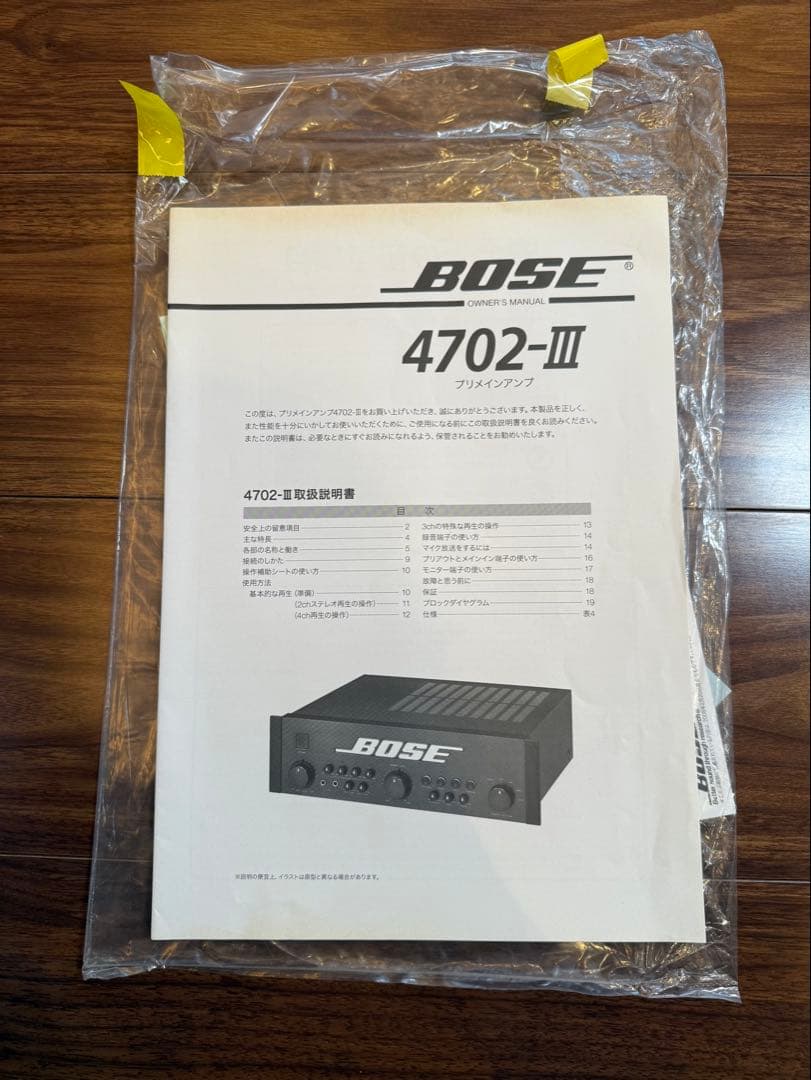 BOSE®
OWNER'S MANUAL
4702-III
プリメインアンプ
この度は、プリメインアンプ4702-IIIをお買い上げいただき、誠にありがとうございます。本製品を正しく、
また性能を十分にいかしてお使いいただくために、ご使用になる前にこの取扱説明書を良くお読みください。
またこの説明書は、必要なときにすぐお読みになれるよう、保管されることをお勧めいたします。
4702-III取扱説明書
目 次
安全上の留意項目 2
主な特長 4
各部の名称と働き 5
接続のしかた 9
操作補助シートの使い方 10
使用方法
基本的な再生（準備） 10
（2chステレオ再生の操作） 11
（4ch再生の操作） 12
3chの特殊な再生の操作 13
録音端子の使い方 14
マイク放送をするには 14
プリアウトとメインイン端子の使い方 16
モニター端子の使い方 17
故障と思う前に 18
保証 18
ブロックダイヤグラム 19
仕様 表4
BOSE
※説明の便宜上、イラストは原型と異なる場合があります。
BOSE
Better sound through research®